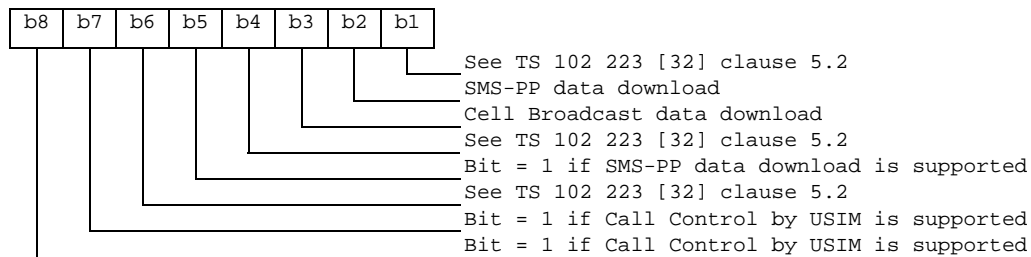 b8 b7 b6 b5 b4 b3 b2 b1
See TS 102 223 [32] clause 5.2
SMS-PP data download
Cell Broadcast data download
See TS 102 223 [32] clause 5.2
Bit = 1 if SMS-PP data download is supported
See TS 102 223 [32] clause 5.2
Bit = 1 if Call Control by USIM is supported
Bit = 1 if Call Control by USIM is supported